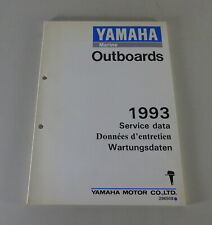 YAMAHA
Marine
Outboards
1993
Service data
Données d'entretien
Wartungsdaten
YAMAHA MOTOR CO.,LTD.